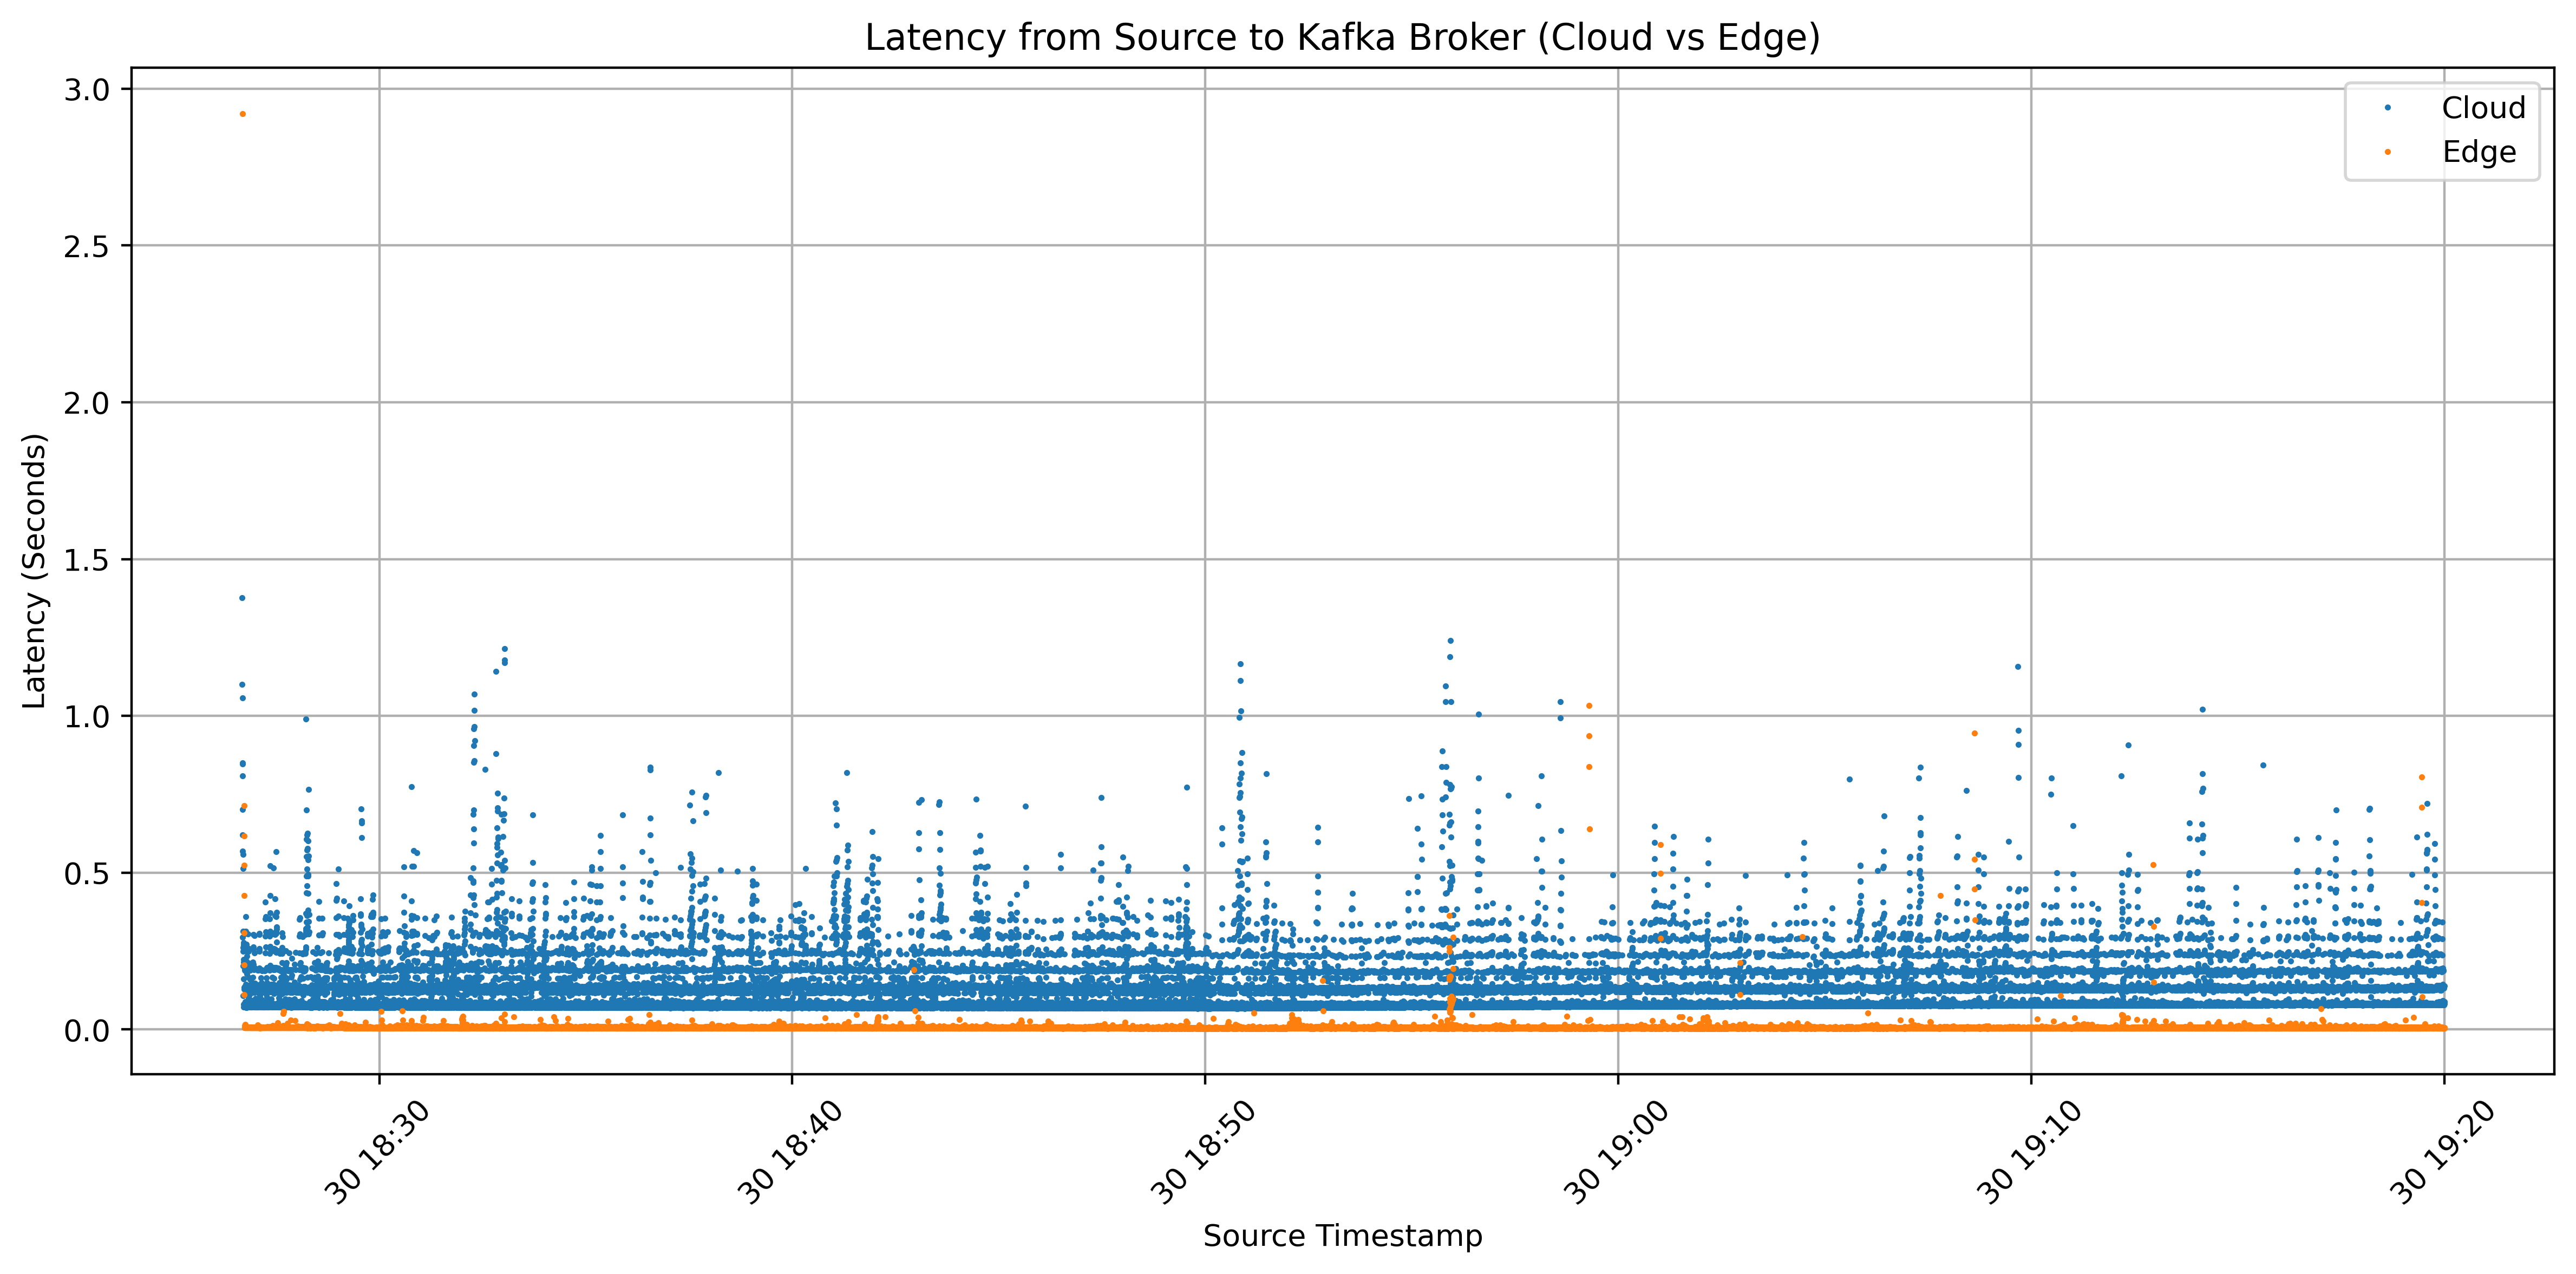 Latency from Source to Kafka Broker (Cloud vs Edge)
Cloud
Edge
Latency (Seconds)
3.0
2.5
2.0
1.5
1.0
0.5
0.0
30 18:30
30 18:40
30 18:50
30 19:00
30 19:10
30 19:20
Source Timestamp